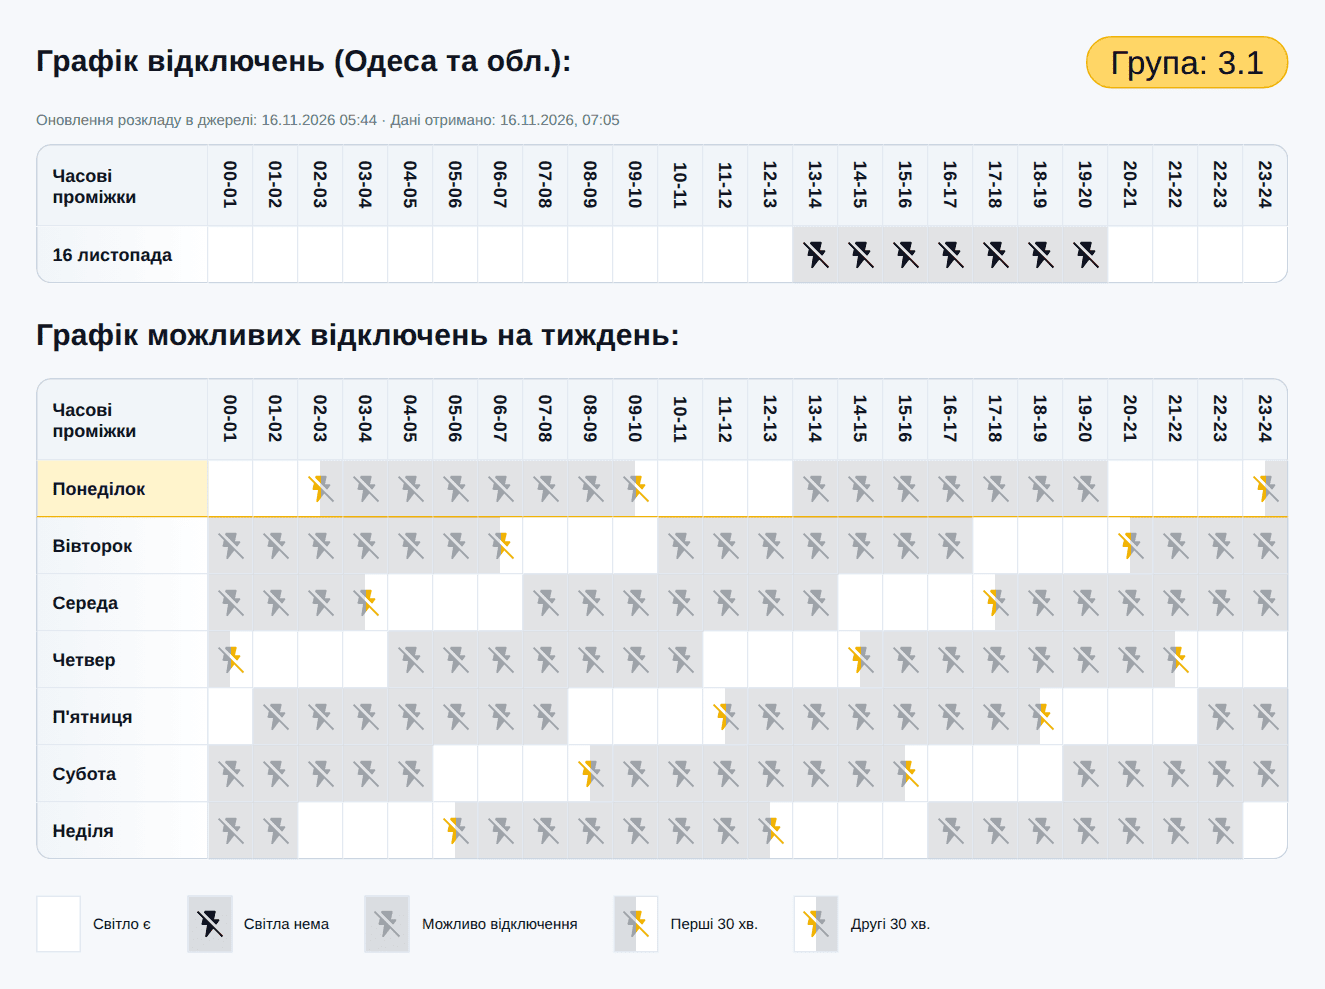 Графік відключень (Одеса та обл.):
Група: 3.1
Оновлення розкладу в джерелі: 16.11.2026 05:44 · Дані отримано: 16.11.2026, 07:05
Часові
проміжки
00-01 01-02 02-03 03-04 04-05 05-06 06-07 07-08 08-09 09-10 10-11 11-12 12-13 13-14 14-15 15-16 16-17 17-18 18-19 19-20 20-21 21-22 22-23 23-24
16 листопада
Графік можливих відключень на тиждень:
Часові
проміжки
00-01 01-02 02-03 03-04 04-05 05-06 06-07 07-08 08-09 09-10 10-11 11-12 12-13 13-14 14-15 15-16 16-17 17-18 18-19 19-20 20-21 21-22 22-23 23-24
Понеділок
Вівторок
Середа
Четвер
П'ятниця
Субота
Неділя
Світло є
Світла нема
Можливо відключення
Перші 30 хв.
Другі 30 хв.